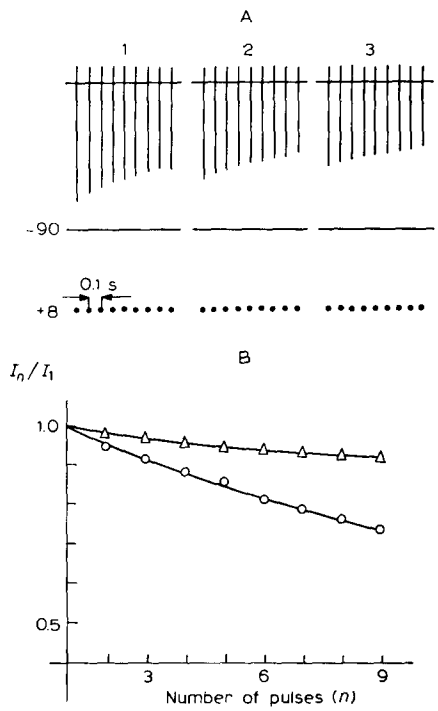 A
1 2 3
-90
0.1 s
+8
B
I_n/I_1
1.0
0.5
3 6 9
Number of pulses (n)